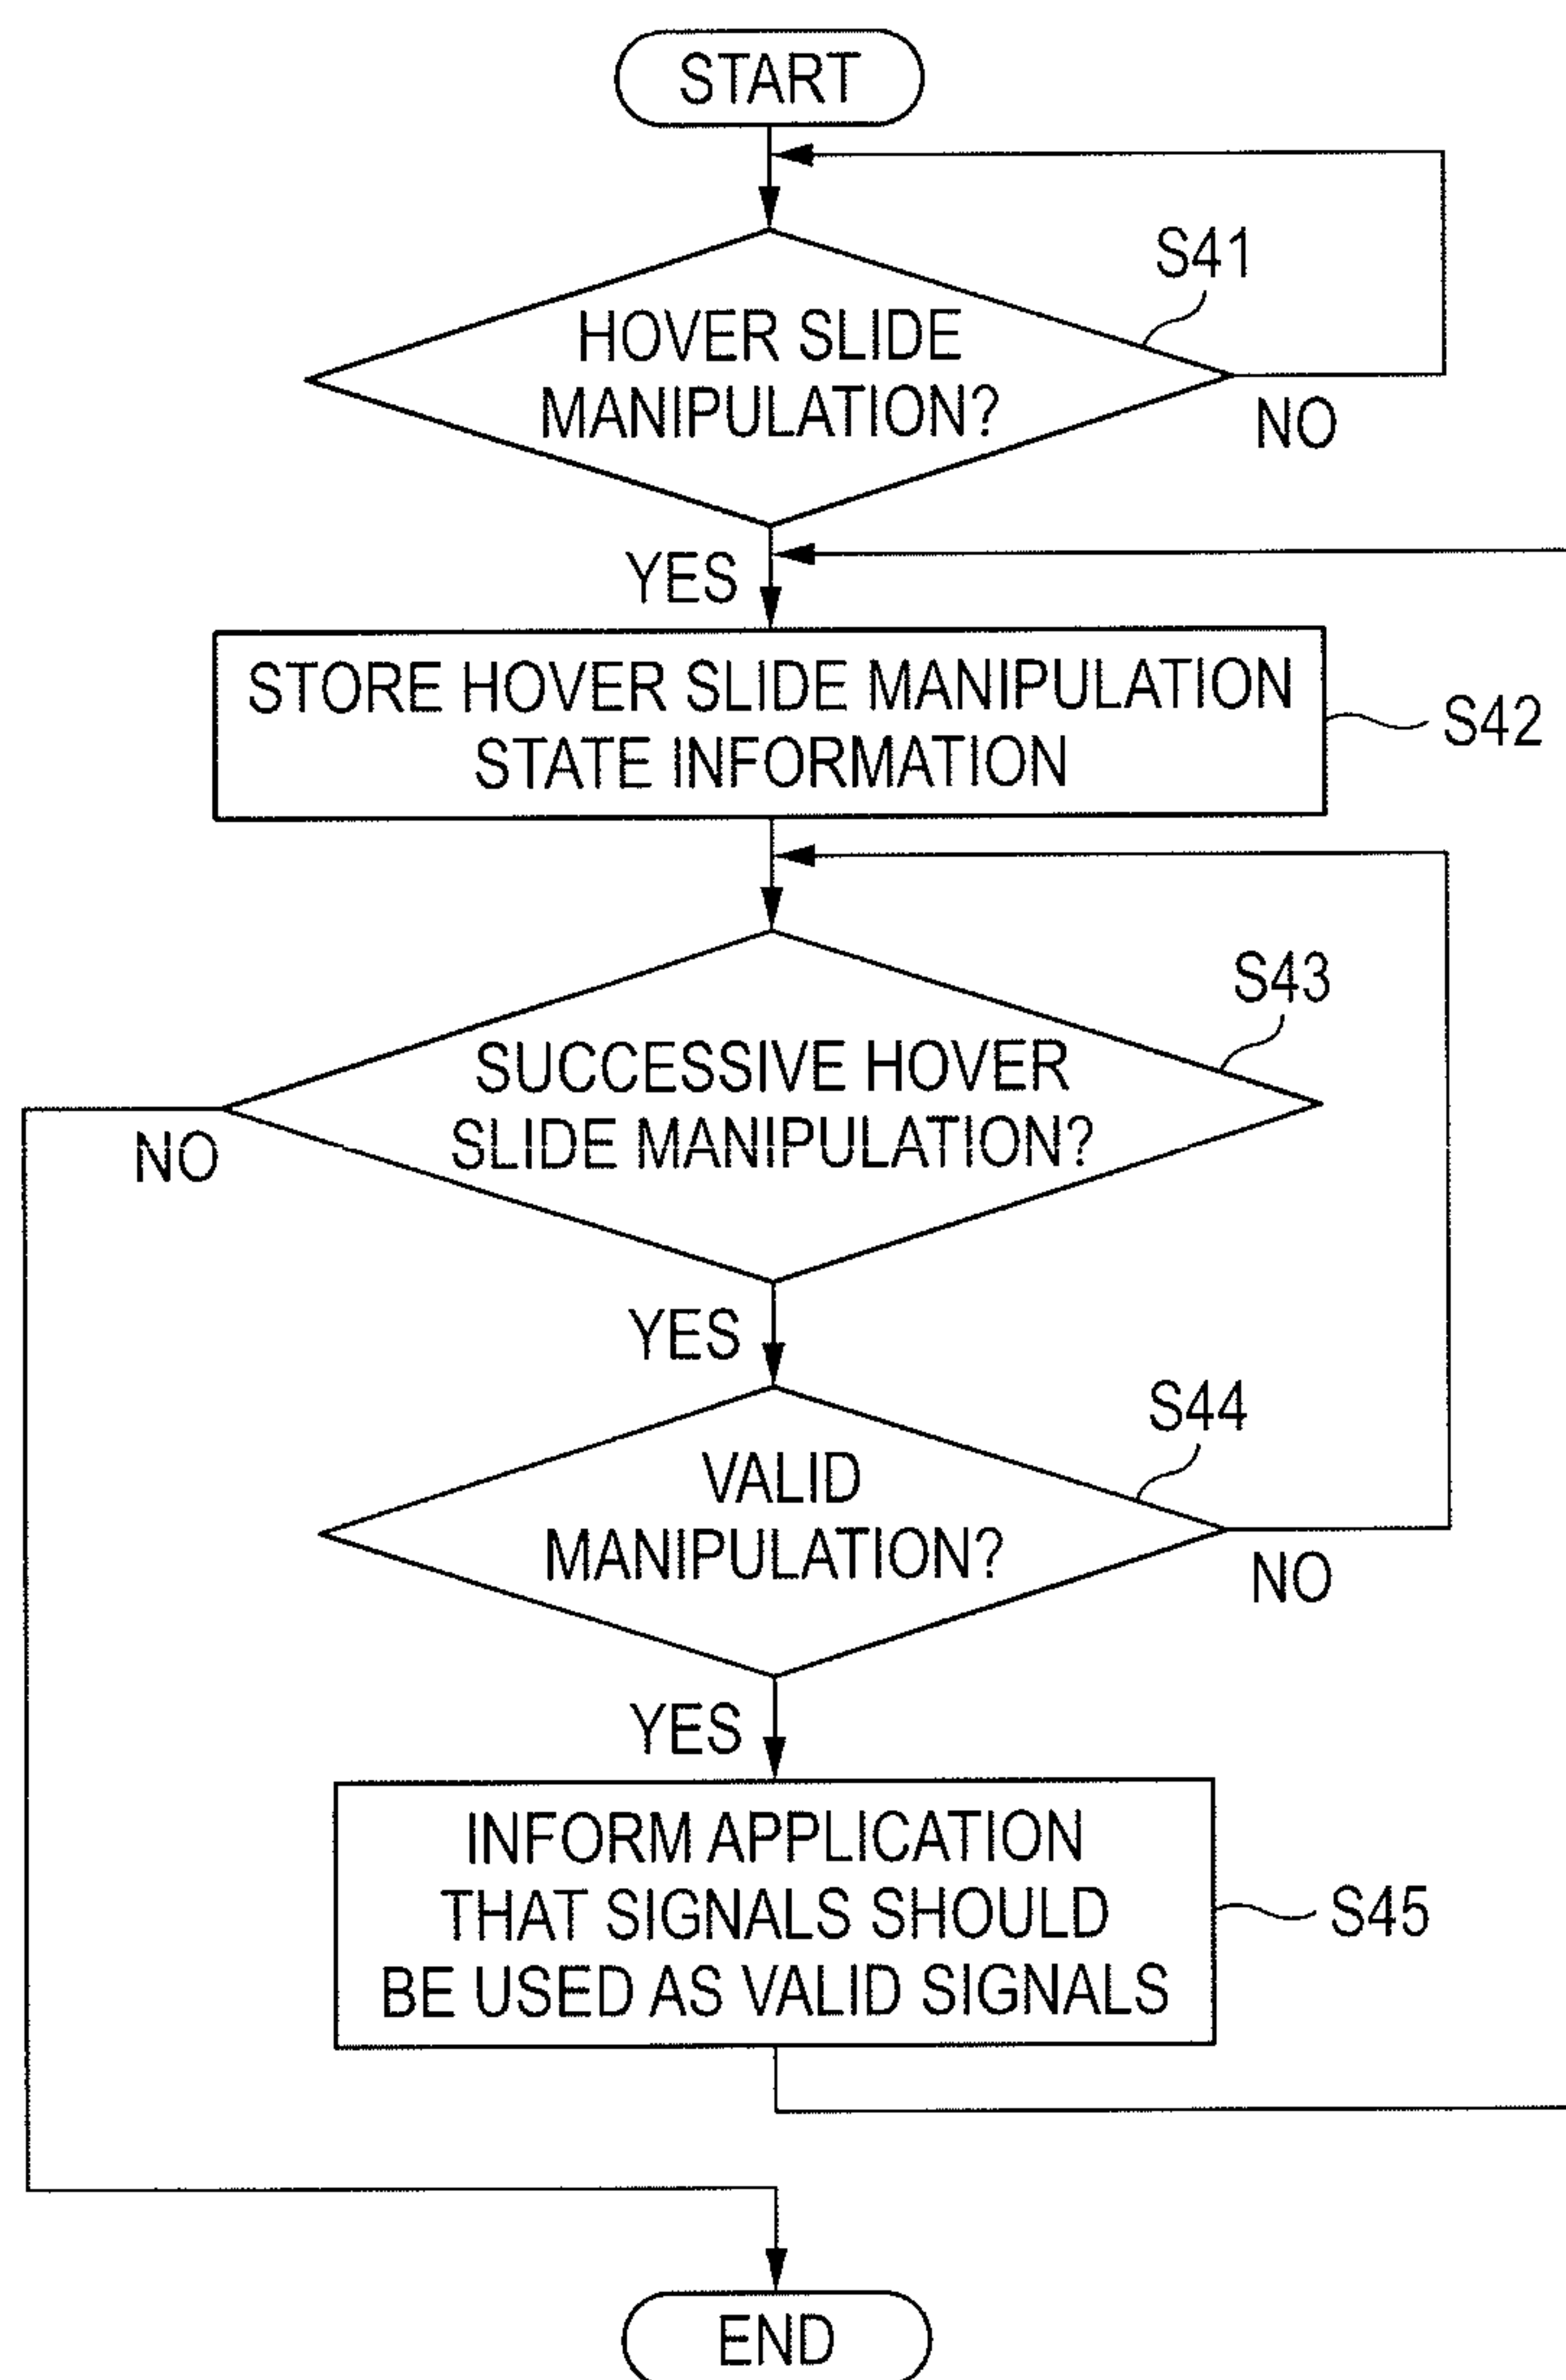 START
S41
HOVER SLIDE
MANIPULATION?
NO
YES
STORE HOVER SLIDE MANIPULATION
STATE INFORMATION
S42
S43
SUCCESSIVE HOVER
SLIDE MANIPULATION?
NO
YES
S44
VALID
MANIPULATION?
NO
YES
INFORM APPLICATION
THAT SIGNALS SHOULD
BE USED AS VALID SIGNALS
S45
END